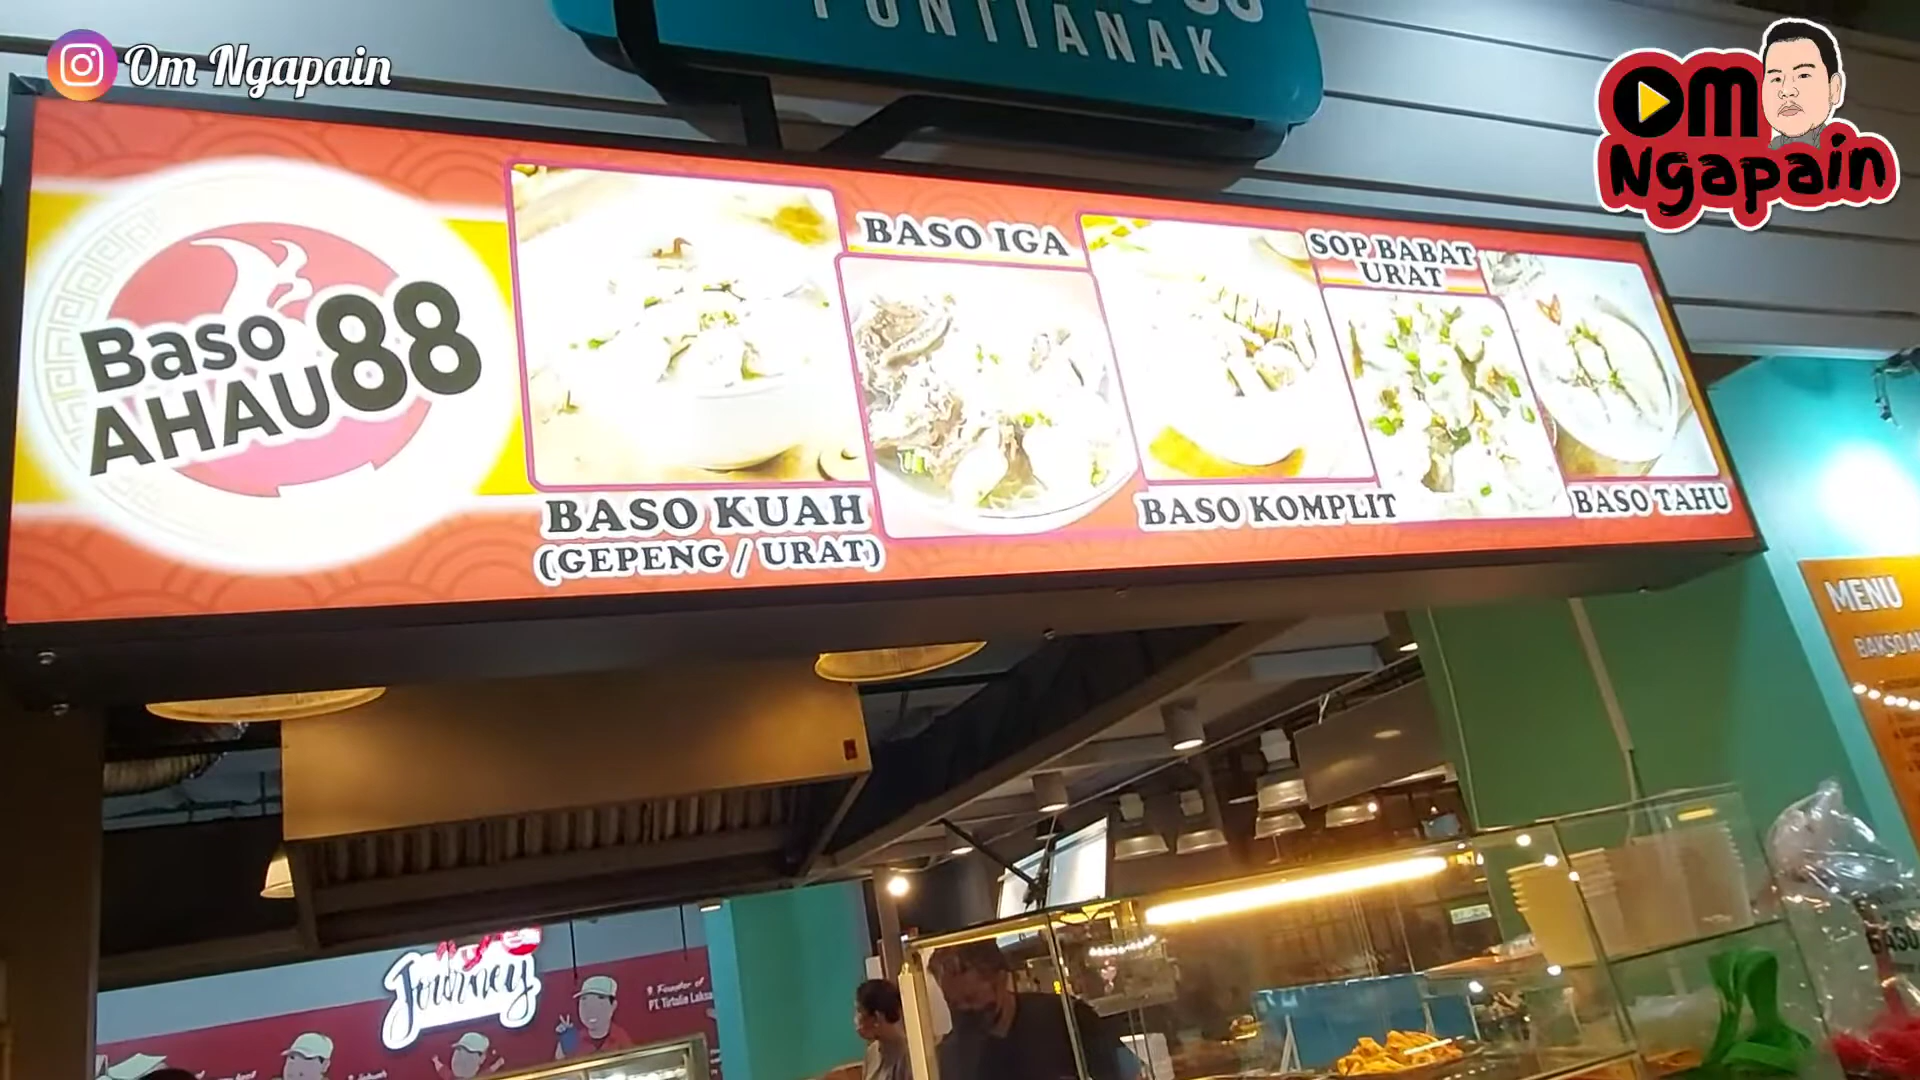 Om Ngapain
PONTIANAK
Om
Ngapain
Baso
AHAU88
BASO KUAH
(GEPENG / URAT)
BASO IGA
BASO KOMPLIT
SOP BABAT
URAT
BASO TAHU
MENU
Journey